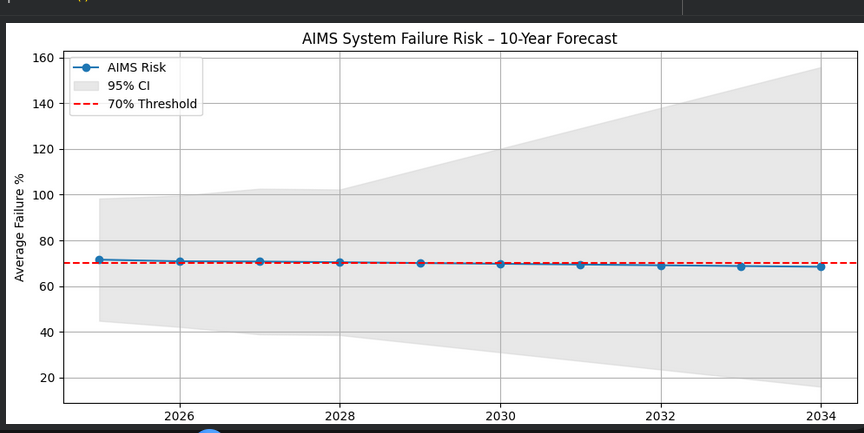 AIMS System Failure Risk – 10-Year Forecast
160
140
120
100
80
60
40
20
Average Failure %
AIMS Risk
95% CI
70% Threshold
2026
2028
2030
2032
2034